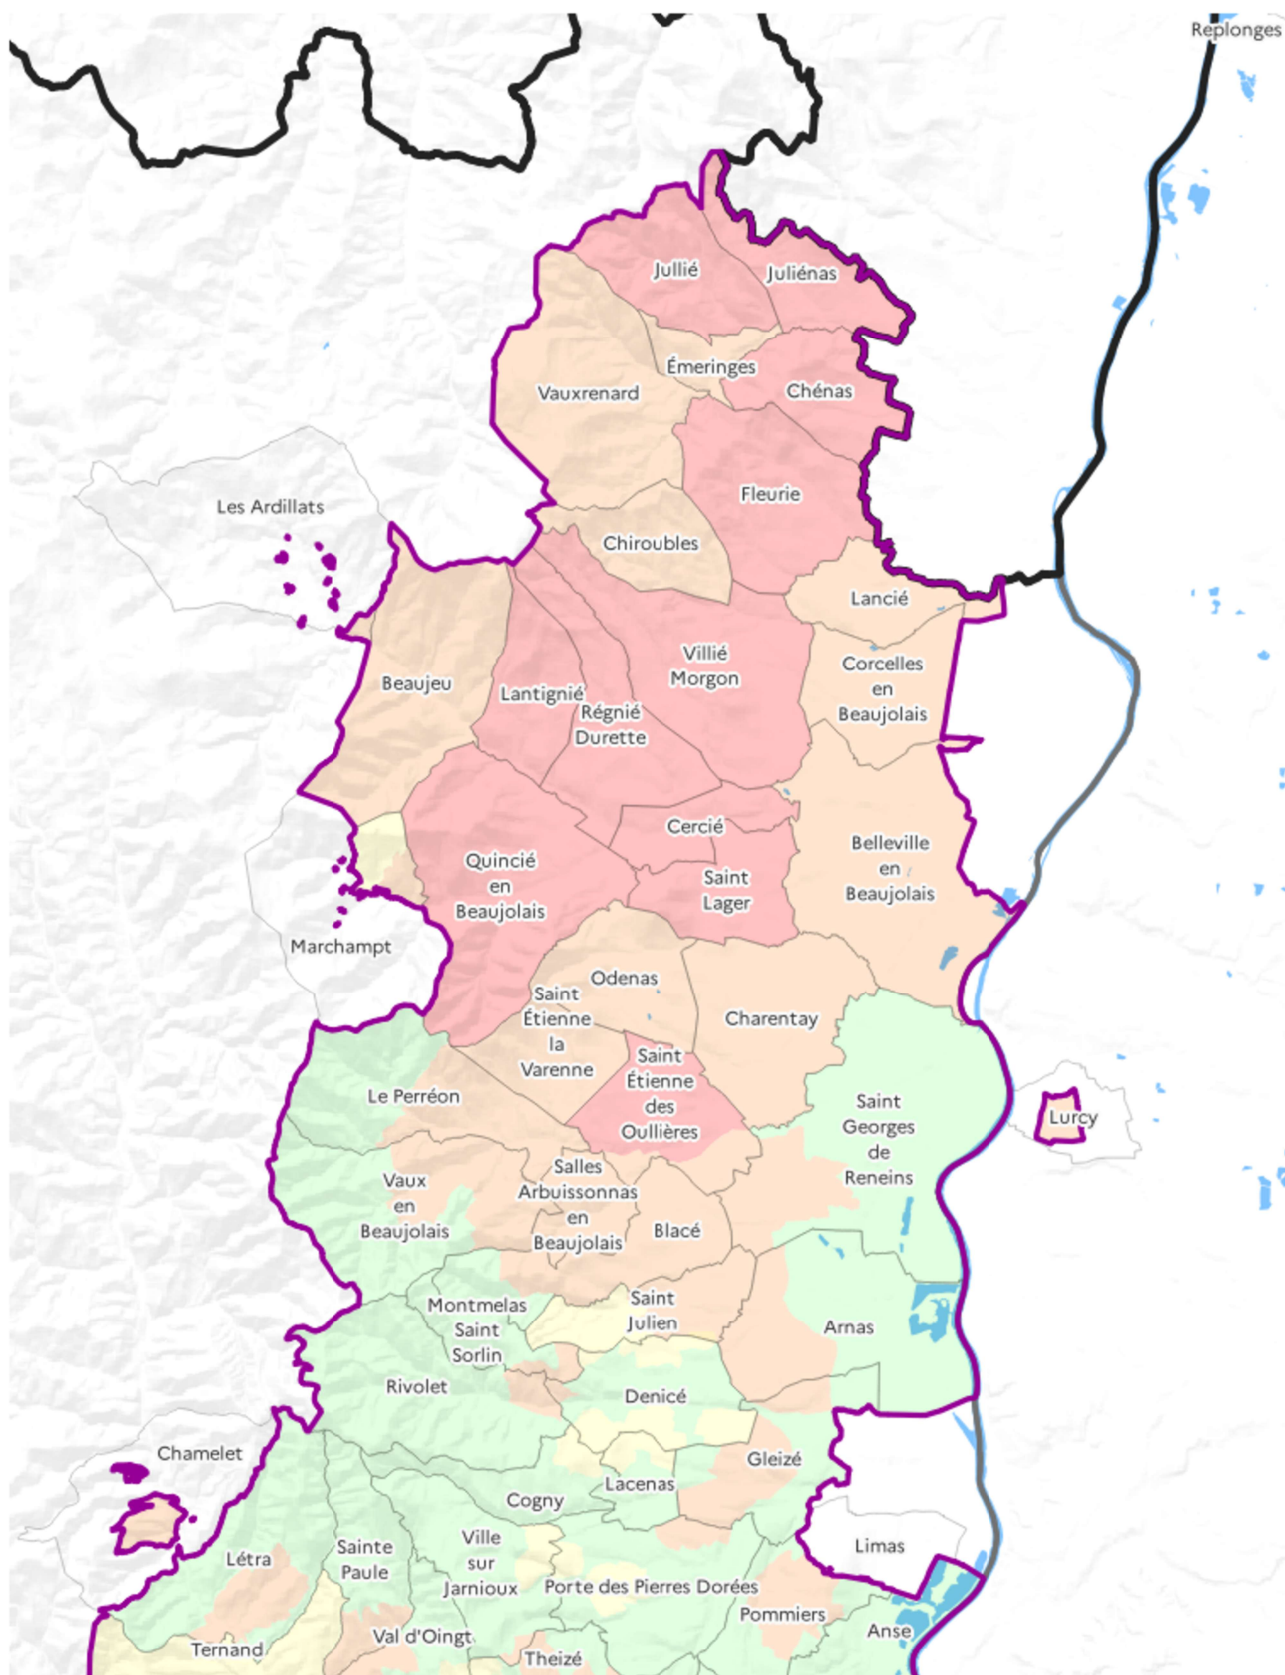 Replonges
Jullié
Juliénas
Émeringes
Vauxrenard
Chénas
Fleurie
Les Ardillats
Chiroubles
Lancié
Villié
Morgon
Corcelles
en
Beaujolais
Beaujeu
Lantignié
Régnié
Durette
Cercié
Belleville
en
Beaujolais
Quincié
en
Beaujolais
Saint
Lager
Marchampt
Odenas
Saint
Étienne
la
Varenne
Charentay
Saint
Étienne
des
Oullières
Le Perréon
Saint
Georges
de
Reneins
Lurcy
Vaux
en
Beaujolais
Salles
Arbuissonnas
en
Beaujolais
Blacé
Montmelas
Saint
Sorlin
Saint
Julien
Arnas
Rivolet
Denicé
Chamelet
Gleizé
Lacenas
Cogny
Létra
Sainte
Paule
Ville
sur
Jarnioux
Limas
Porte des Pierres Dorées
Pommiers
Anse
Ternand
Val d'Oingt
Theizé